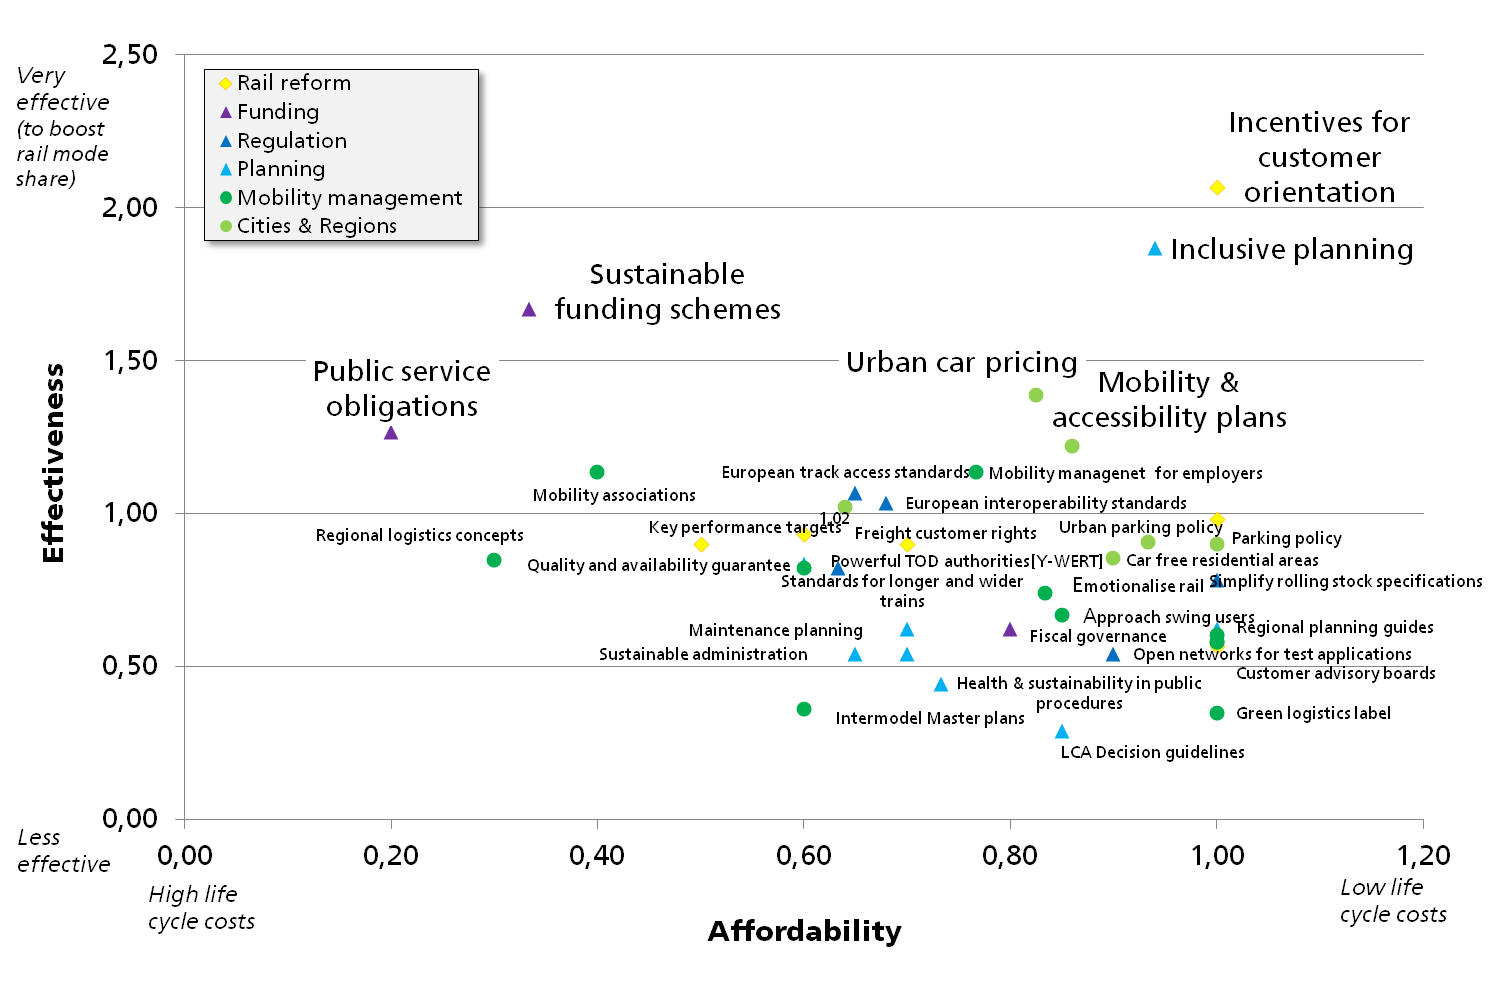 2,50
Very
effective
(to boost
rail mode
share)
Rail reform
Funding
Regulation
Planning
Mobility management
Cities & Regions
Incentives for
customer
orientation
2,00
Inclusive planning
Sustainable
funding schemes
1,50
Public service
obligations
Urban car pricing
Mobility &
accessibility plans
Effectiveness
European track access standards
Mobility managenet for employers
Mobility associations
European interoperability standards
1,00
1,02
Key performance targets
Freight customer rights
Urban parking policy
Parking policy
Regional logistics concepts
Quality and availability guarantee
Powerful TOD authorities[Y-WERT]
Car free residential areas
Standards for longer and wider
trains
Emotionalise rail
Simplify rolling stock specifications
Approach swing users
Maintenance planning
Fiscal governance
Regional planning guides
Sustainable administration
Open networks for test applications
0,50
Customer advisory boards
Health & sustainability in public
procedures
Intermodel Master plans
Green logistics label
LCA Decision guidelines
0,00
Less
effective
0,00
0,20
0,40
0,60
0,80
1,00
1,20
High life
cycle costs
Low life
cycle costs
Affordability